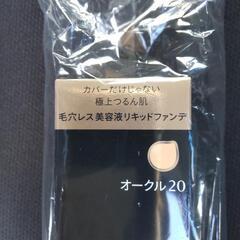 カバーだけじゃない
極上つるん肌
毛穴レス美容液リキッドファンデ
オークル20